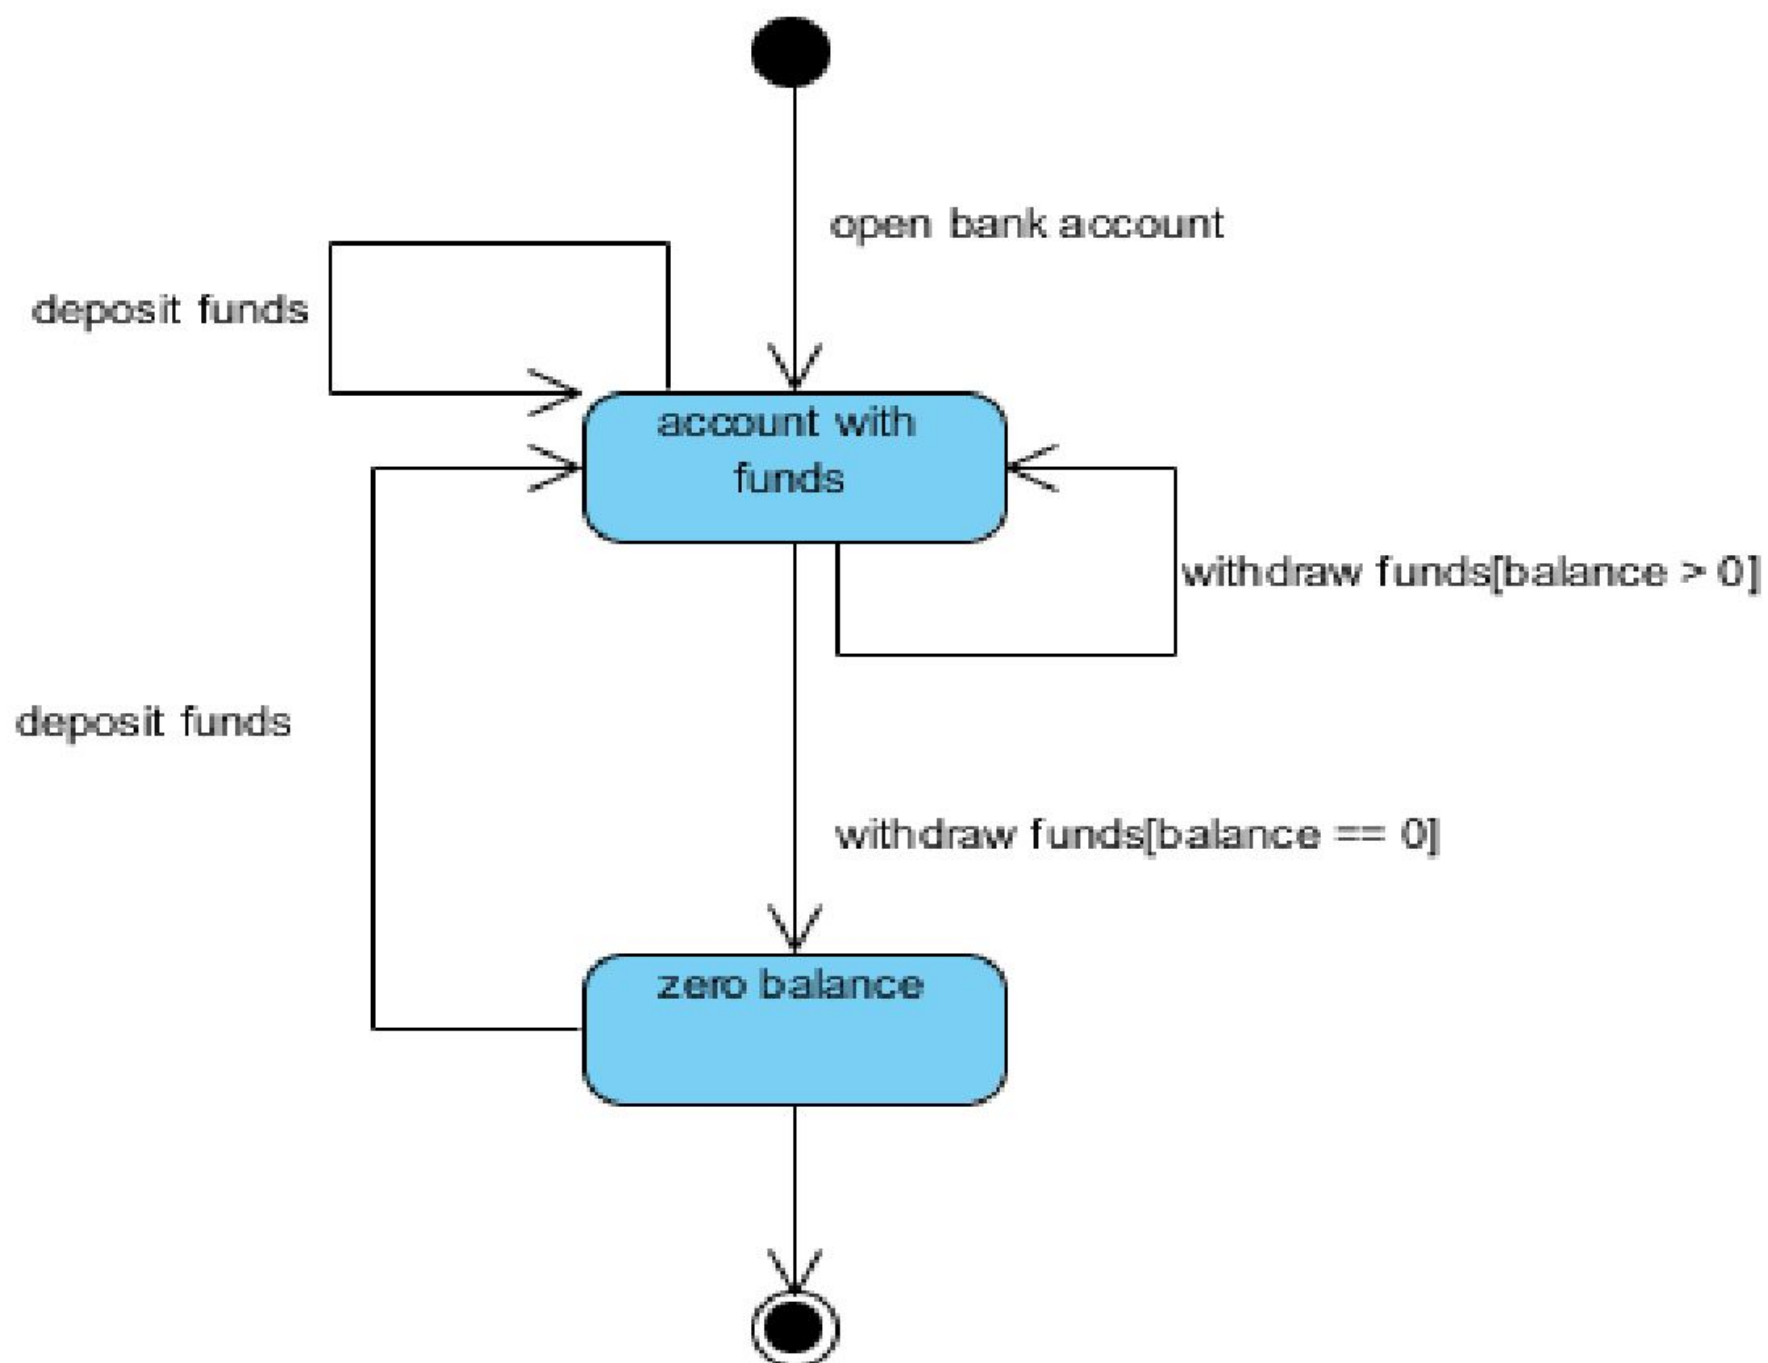 open bank account
deposit funds
account with
funds
withdraw funds[balance > 0]
deposit funds
withdraw funds[balance == 0]
zero balance